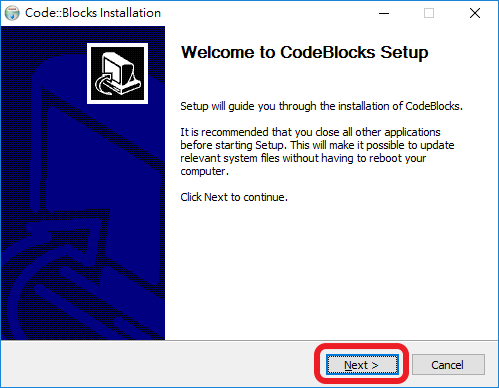 Code::Blocks Installation
Welcome to CodeBlocks Setup
Setup will guide you through the installation of CodeBlocks.
It is recommended that you close all other applications
before starting Setup. This will make it possible to update
relevant system files without having to reboot your
computer.
Click Next to continue.
Next >
Cancel